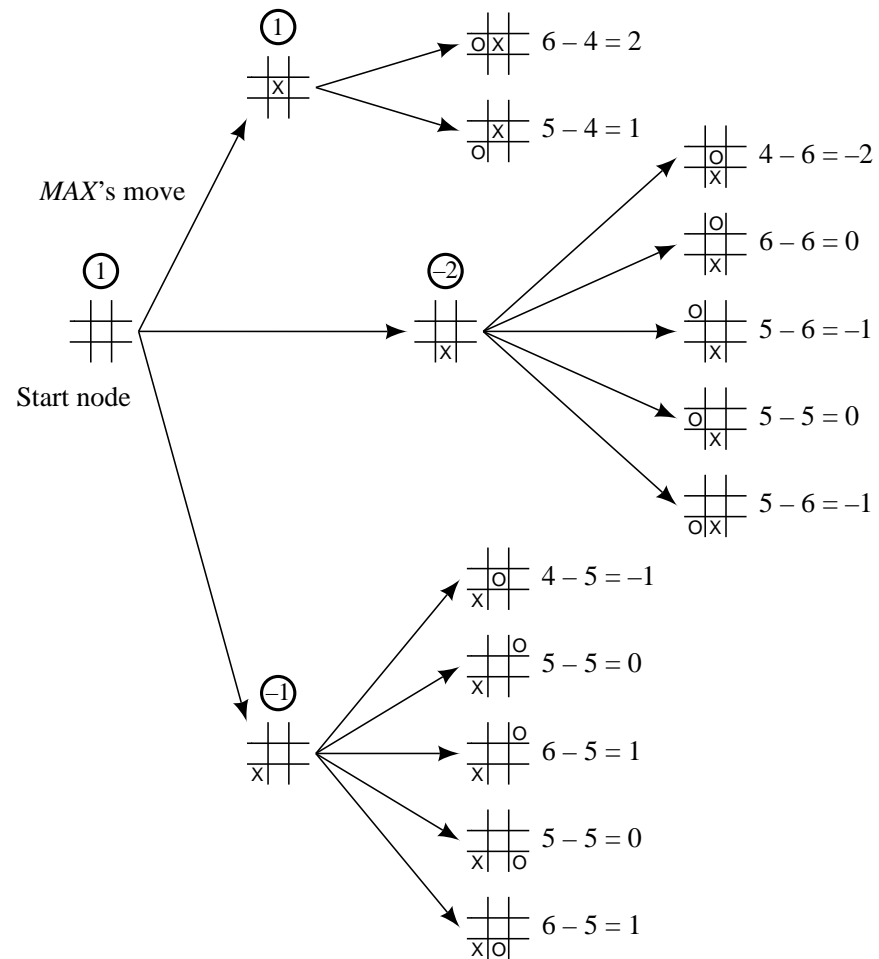 1
X
O X 6 – 4 = 2
X
O 5 – 4 = 1
MAX’s move
O
X 4 – 6 = –2
O
X 6 – 6 = 0
1
–2
X
O
X 5 – 6 = –1
Start node
O
X 5 – 5 = 0
O X 5 – 6 = –1
O
X 4 – 5 = –1
O
X 5 – 5 = 0
–1
X
O
X 6 – 5 = 1
X O 5 – 5 = 0
X O 6 – 5 = 1